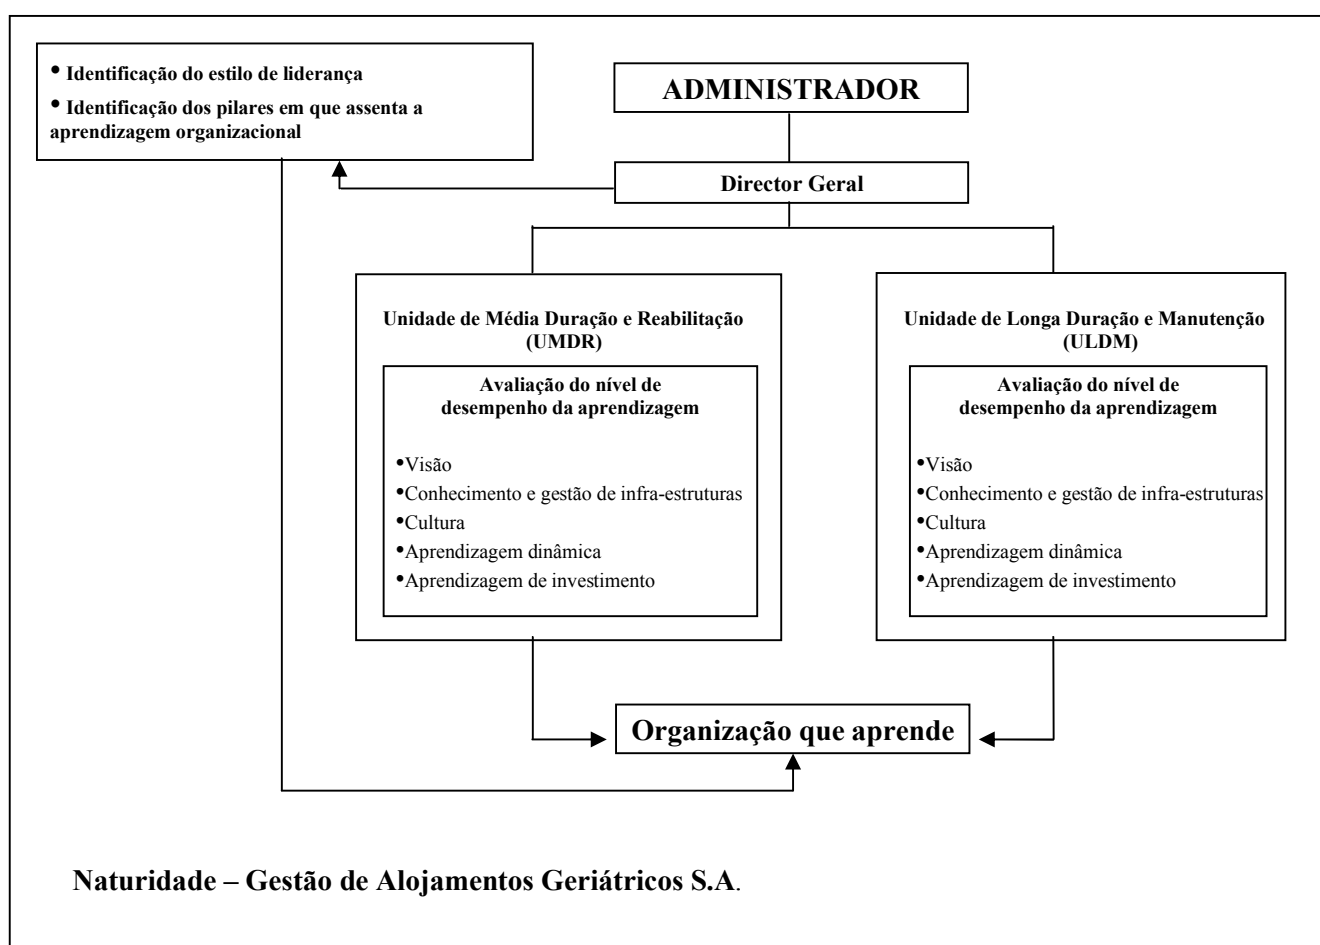 • Identificação do estilo de liderança
• Identificação dos pilares em que assenta a
aprendizagem organizacional
ADMINISTRADOR
Director Geral
Unidade de Média Duração e Reabilitação
(UMDR)
Avaliação do nível de
desempenho da aprendizagem
•Visão
•Conhecimento e gestão de infra-estruturas
•Cultura
•Aprendizagem dinâmica
•Aprendizagem de investimento
Unidade de Longa Duração e Manutenção
(ULDM)
Avaliação do nível de
desempenho da aprendizagem
•Visão
•Conhecimento e gestão de infra-estruturas
•Cultura
•Aprendizagem dinâmica
•Aprendizagem de investimento
Organização que aprende
Naturidade – Gestão de Alojamentos Geriátricos S.A.